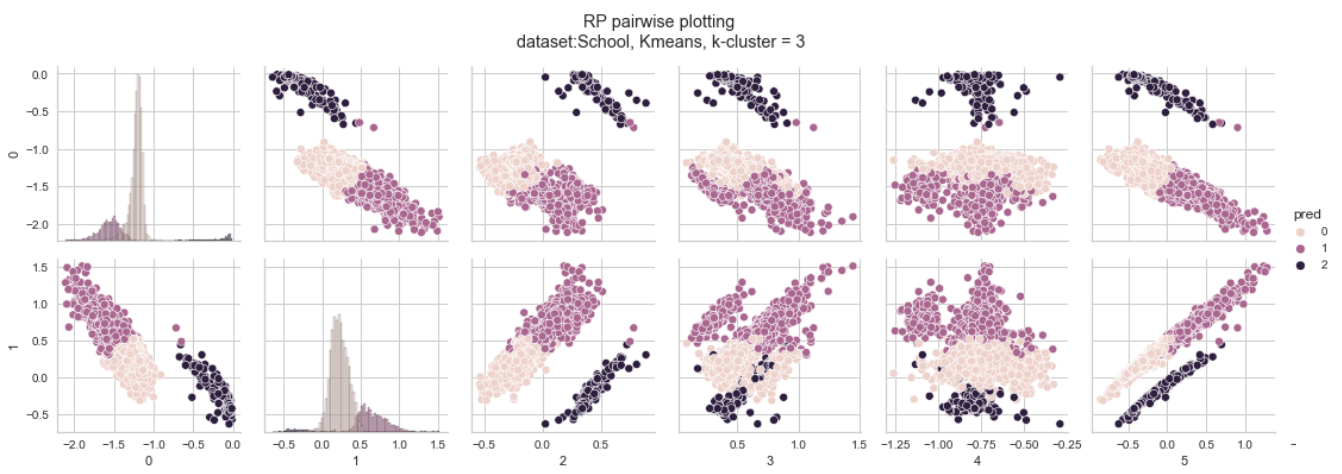 RP pairwise plotting
dataset:School, Kmeans, k-cluster = 3
0.0
−0.5
−1.0
−1.5
−2.0
0
pred
0
1
2
1.5
1.0
0.5
0.0
−0.5
1
−2.0 −1.5 −1.0 −0.5 0.0
−0.5 0.0 0.5 1.0 1.5
0.0 0.5
0.5 1.0 1.5
−1.25 −1.00 −0.75 −0.50 −0.25
−0.5 0.0 0.5 1.0
0 1 2 3 4 5